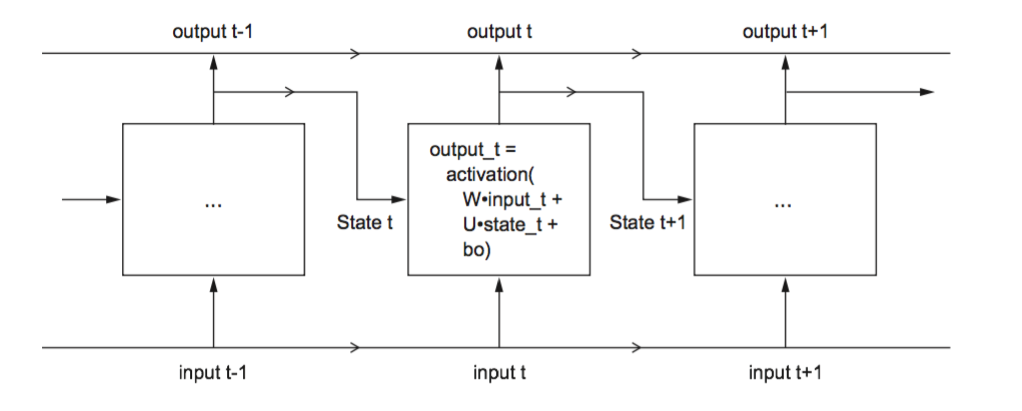 output t-1
output t
output t+1
...
output_t =
activation(
W•input_t +
U•state_t +
bo)
...
State t
State t+1
input t-1
input t
input t+1